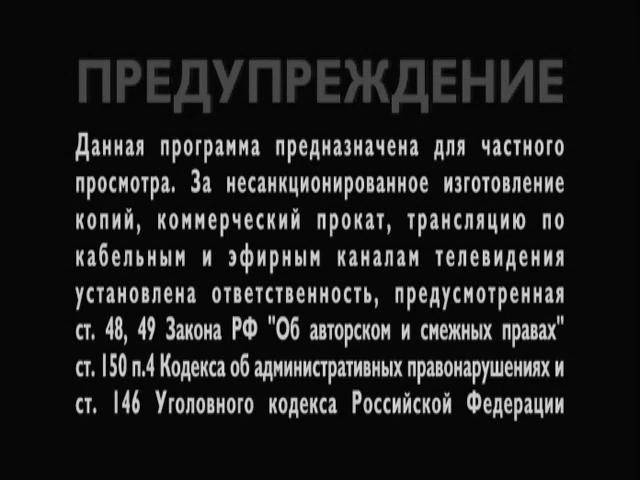 ПРЕДУПРЕЖДЕНИЕ
Данная программа предназначена для частного
просмотра. За несанкционированное изготовление
копий, коммерческий прокат, трансляцию по
кабельным и эфирным каналам телевидения
установлена ответственность, предусмотренная
ст. 48, 49 Закона РФ "Об авторском и смежных правах"
ст. 150 п.4 Кодекса об административных правонарушениях и
ст. 146 Уголовного кодекса Российской Федерации